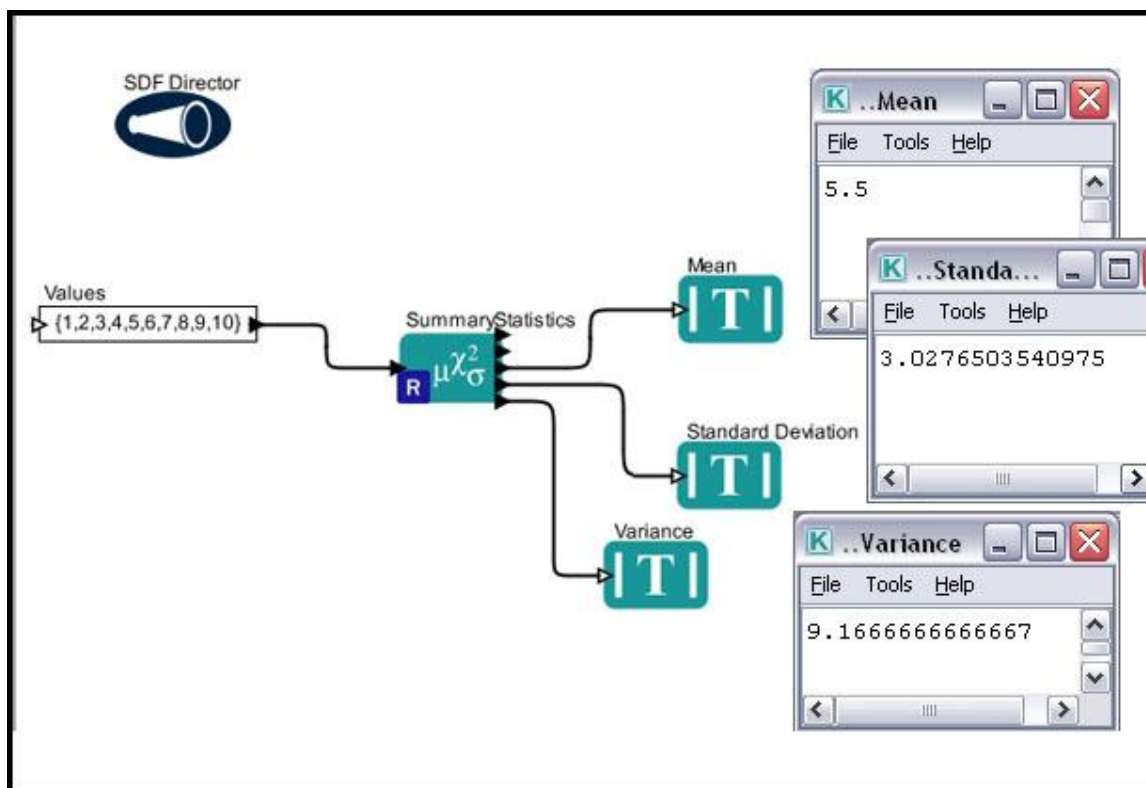 SDF Director
Values
{1,2,3,4,5,6,7,8,9,10}
SummaryStatistics
μχ²σ
R
Mean
T
Standard Deviation
T
Variance
T
K ..Mean
File Tools Help
5.5
K ..Standa...
File Tools Help
3.0276503540975
K ..Variance
File Tools Help
9.1666666666667